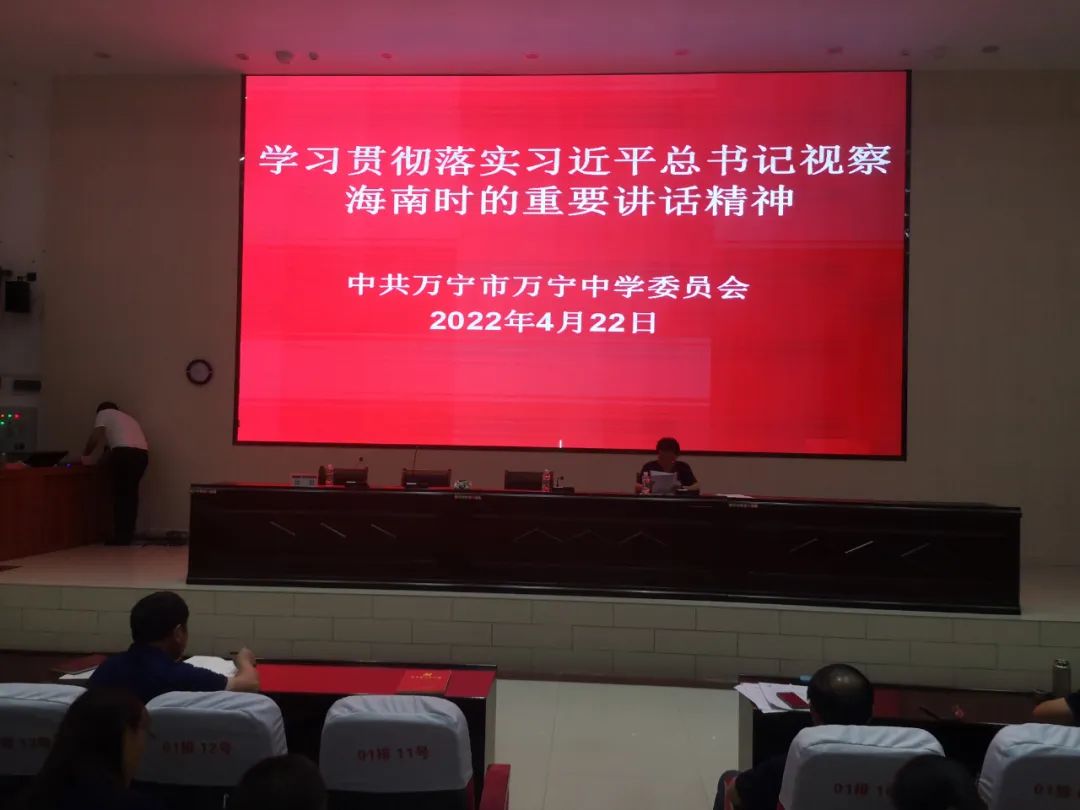 学习贯彻落实习近平总书记视察
海南时的重要讲话精神
中共万宁市万宁中学委员会
2022年4月22日
01排 12号
01排 11号